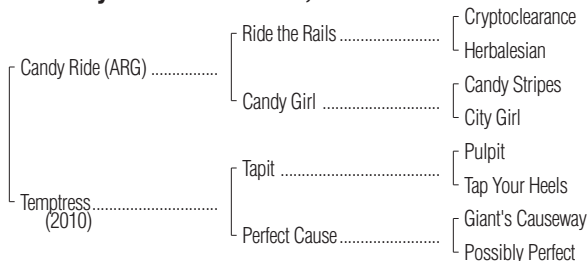 Cryptoclearance
Ride the Rails ........................
Herbalesian
Candy Ride (ARG) ................
Candy Stripes
Candy Girl ..............................
City Girl
Pulpit
Tapit ......................................
Tap Your Heels
Temptress..............................
(2010)
Giant's Causeway
Perfect Cause........................
Possibly Perfect